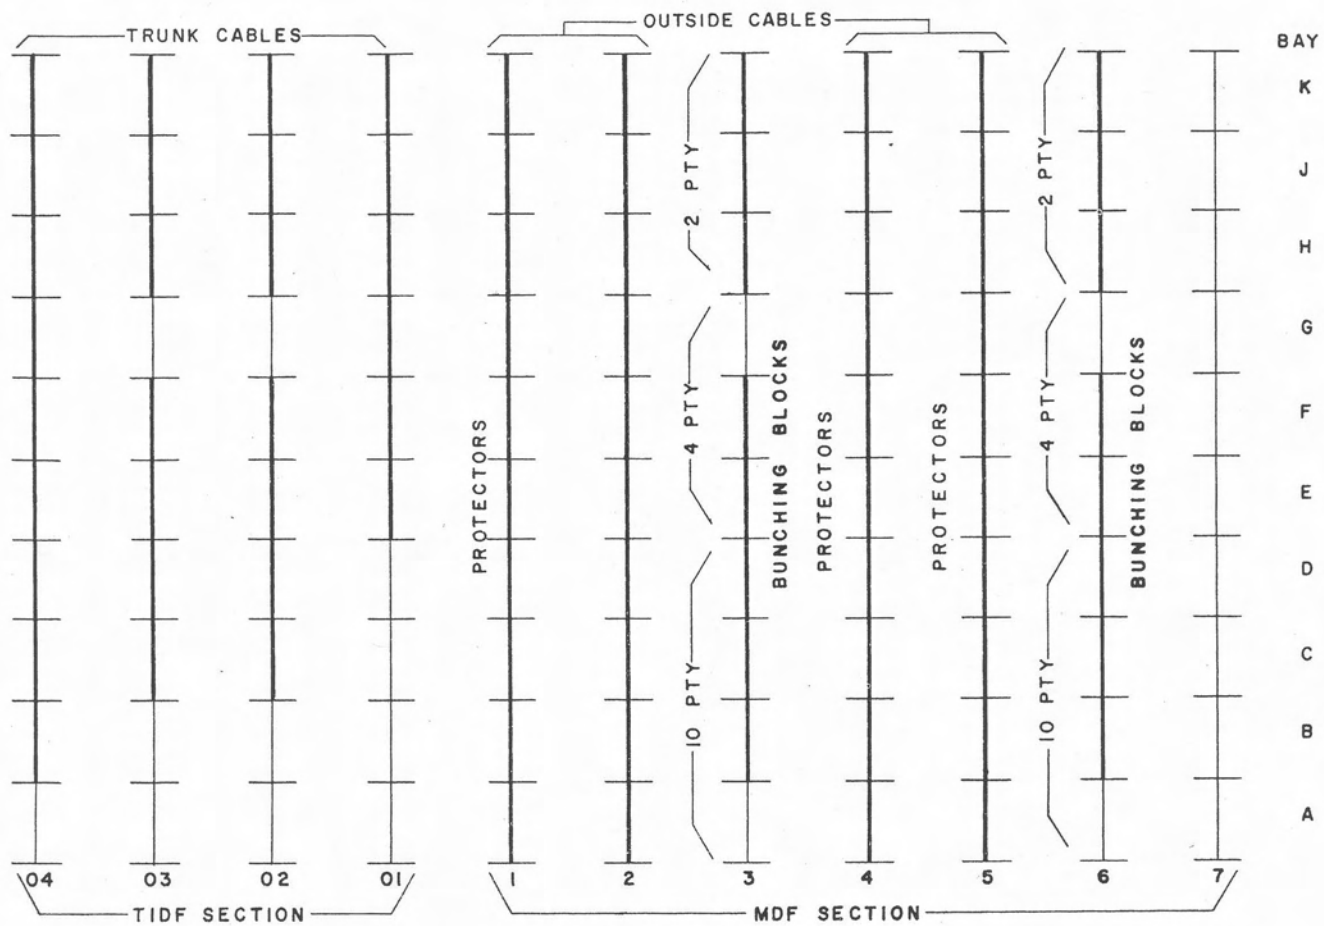 OUTSIDE CABLES
TRUNK CABLES
BAY
K
J
H
G
F
E
D
C
B
A
PROTECTORS
2 PTY
4 PTY
10 PTY
BUNCHING BLOCKS
PROTECTORS
PROTECTORS
2 PTY
4 PTY
10 PTY
BUNCHING BLOCKS
04 03 02 01 1 2 3 4 5 6 7
TIDF SECTION
MDF SECTION